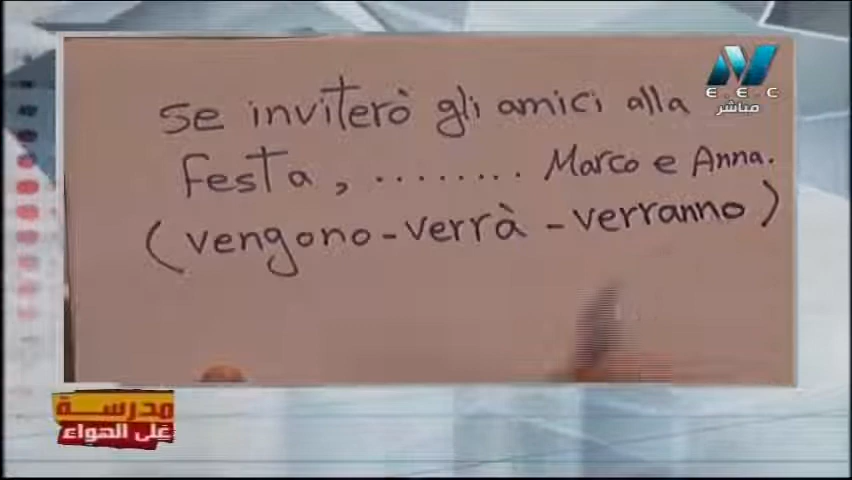 E.E.C
مباشر
se inviterò gli amici alla
Festa, ......... Marco e Anna.
(vengono - verrà - verranno)
مدرسة
على الهواء